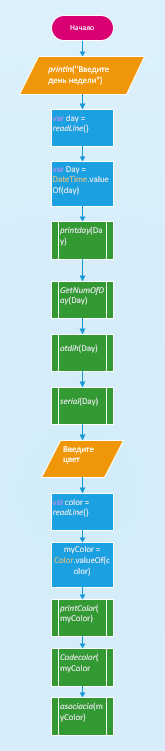 Начало
println("Введите
день недели")
var day =
readLine()
var Day =
DateTime.value
Of(day)
printday(Da
y)
GetNumOfD
ay(Day)
atdih(Day)
serial(Day)
Введите
цвет
val color =
readLine()
myColor =
Color.valueOf(c
olor)
printColor(
myColor)
Codecolor(
myColor
asociacia(m
yColor)